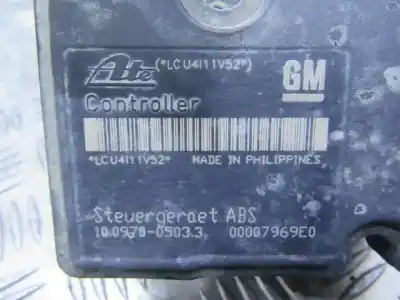 Ate (*LCU4I11V52*) GM
Controller
*LCU4I11V52* MADE IN PHILIPPINES
Steuergeraet ABS
10.0970-0503.3 00007969E0